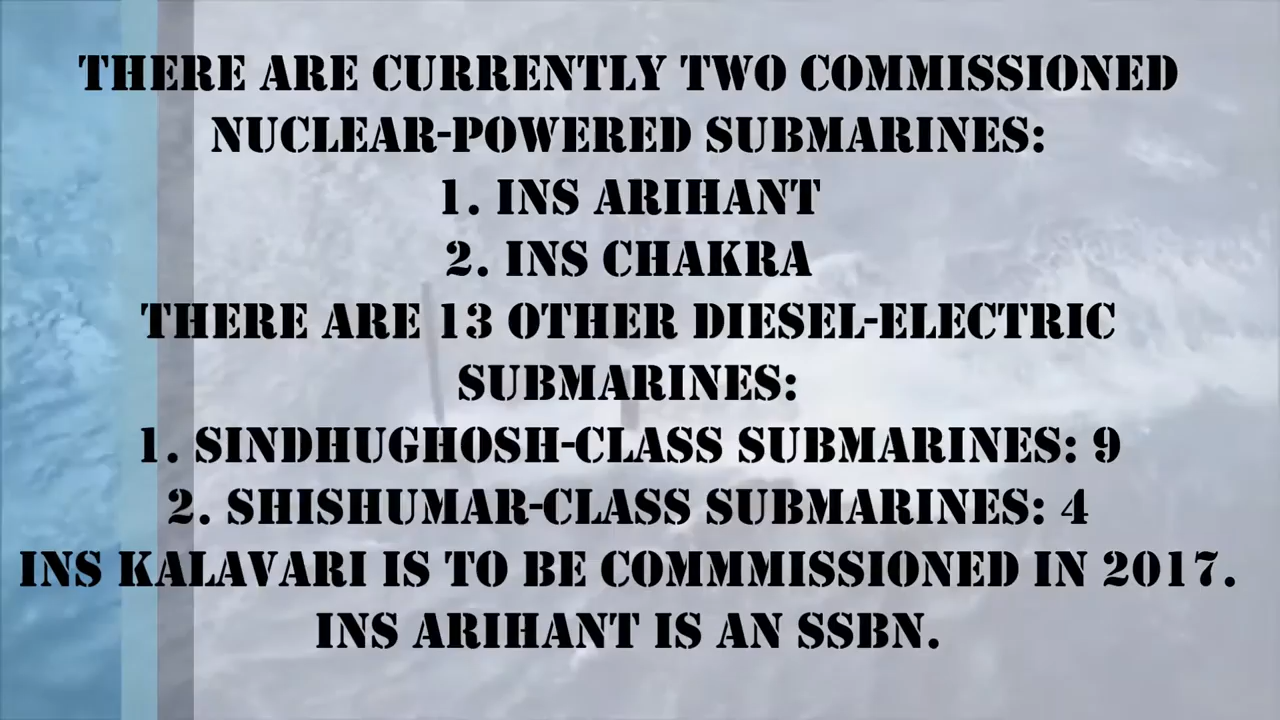 THERE ARE CURRENTLY TWO COMMISSIONED
NUCLEAR-POWERED SUBMARINES:
1. INS ARIHANT
2. INS CHAKRA
THERE ARE 13 OTHER DIESEL-ELECTRIC
SUBMARINES:
1. SINDHUGHOSH-CLASS SUBMARINES: 9
2. SHISHUMAR-CLASS SUBMARINES: 4
INS KALAVARI IS TO BE COMMMISSIONED IN 2017.
INS ARIHANT IS AN SSBN.